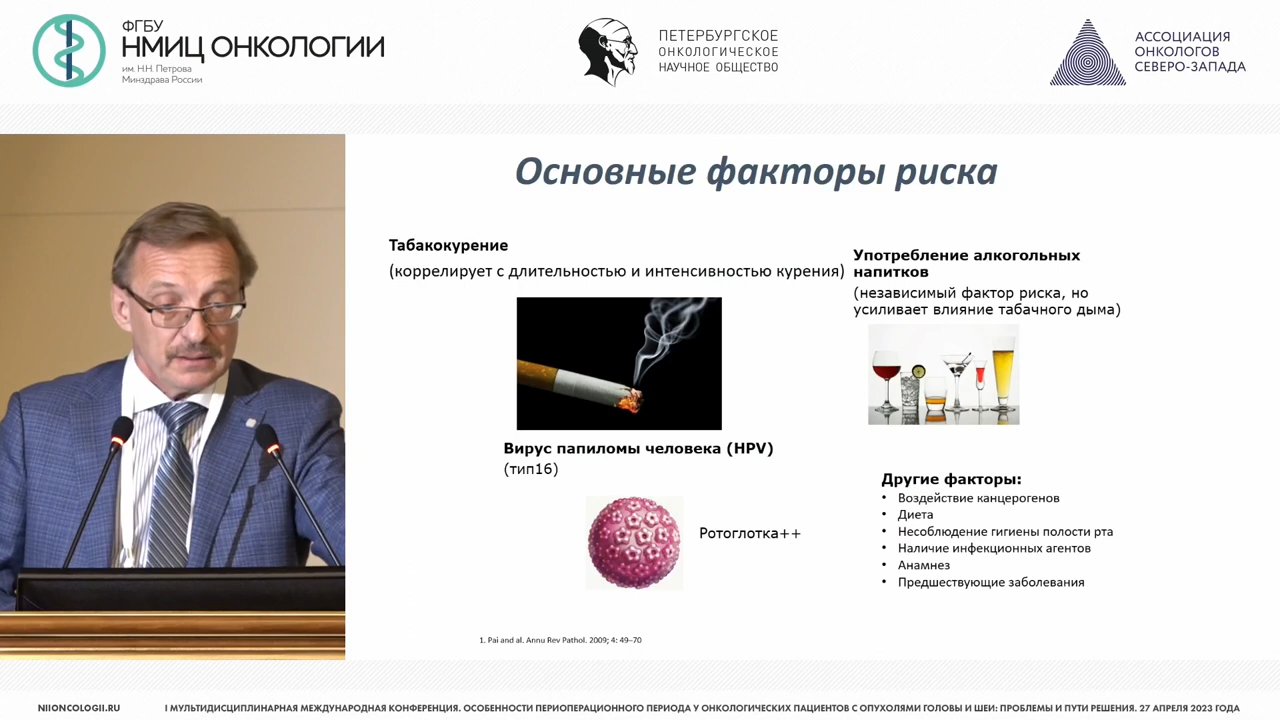 ФГБУ
НМИЦ ОНКОЛОГИИ
им. Н.Н. Петрова
Минздрава России
ПЕТЕРБУРГСКОЕ
ОНКОЛОГИЧЕСКОЕ
НАУЧНОЕ ОБЩЕСТВО
АССОЦИАЦИЯ
ОНКОЛОГОВ
СЕВЕРО-ЗАПАДА
Основные факторы риска
Табакокурение
(коррелирует с длительностью и интенсивностью курения)
Употребление алкогольных
напитков
(независимый фактор риска, но
усиливает влияние табачного дыма)
Вирус папиломы человека (HPV)
(тип16)
Ротоглотка++
Другие факторы:
• Воздействие канцерогенов
• Диета
• Несоблюдение гигиены полости рта
• Наличие инфекционных агентов
• Анамнез
• Предшествующие заболевания
1. Pai and al. Annu Rev Pathol. 2009; 4: 49–70
NIIONCOLOGII.RU
I МУЛЬТИДИСЦИПЛИНАРНАЯ МЕЖДУНАРОДНАЯ КОНФЕРЕНЦИЯ. ОСОБЕННОСТИ ПЕРИОПЕРАЦИОННОГО ПЕРИОДА У ОНКОЛОГИЧЕСКИХ ПАЦИЕНТОВ С ОПУХОЛЯМИ ГОЛОВЫ И ШЕИ: ПРОБЛЕМЫ И ПУТИ РЕШЕНИЯ. 27 АПРЕЛЯ 2023 ГОДА